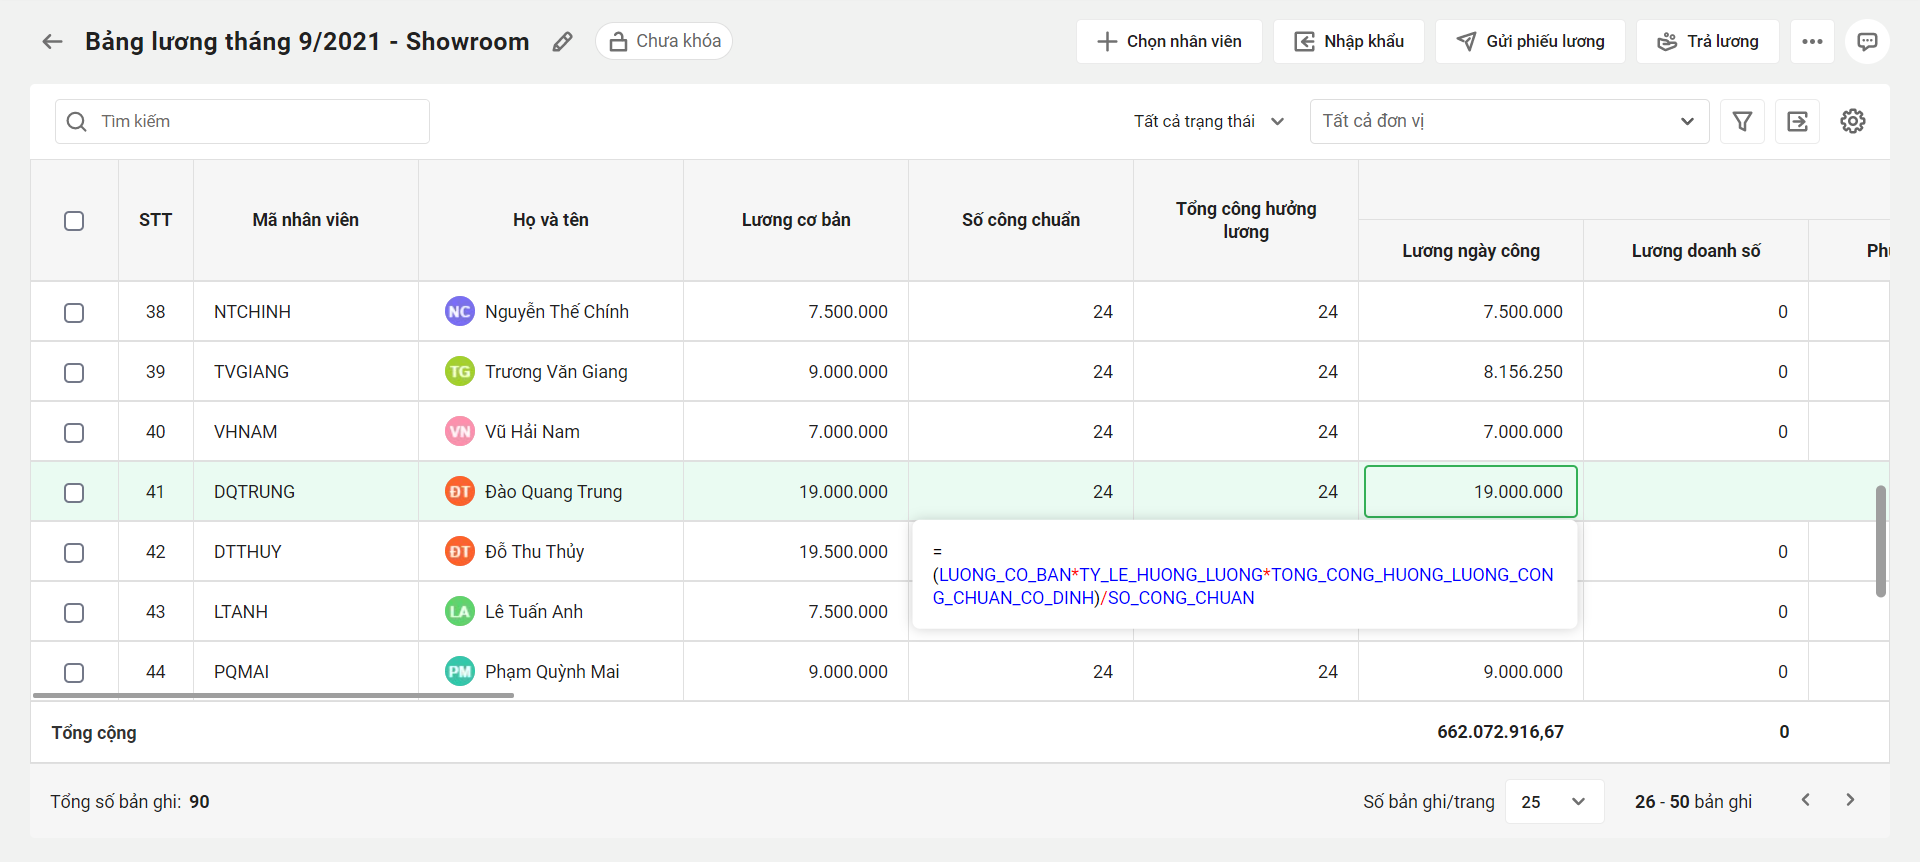 Bảng lương tháng 9/2021 - Showroom
Chưa khóa
Chọn nhân viên
Nhập khẩu
Gửi phiếu lương
Trả lương
Tìm kiếm
Tất cả trạng thái
Tất cả đơn vị
STT
Mã nhân viên
Họ và tên
Lương cơ bản
Số công chuẩn
Tổng công hưởng
lương
Lương ngày công
Lương doanh số
38 NTCHINH NC Nguyễn Thế Chính 7.500.000 24 24 7.500.000 0
39 TVGIANG TG Trương Văn Giang 9.000.000 24 24 8.156.250 0
40 VHNAM VN Vũ Hải Nam 7.000.000 24 24 7.000.000 0
41 DQTRUNG ĐT Đào Quang Trung 19.000.000 24 24 19.000.000
42 DTTHUY ĐT Đỗ Thu Thủy 19.500.000 0
43 LTANH LA Lê Tuấn Anh 7.500.000 0
=
(LUONG_CO_BAN*TY_LE_HUONG_LUONG*TONG_CONG_HUONG_LUONG_CON
G_CHUAN_CO_DINH)/SO_CONG_CHUAN
44 PQMAI PM Phạm Quỳnh Mai 9.000.000 24 24 9.000.000 0
Tổng cộng 662.072.916,67 0
Tổng số bản ghi: 90
Số bản ghi/trang 25 26 - 50 bản ghi